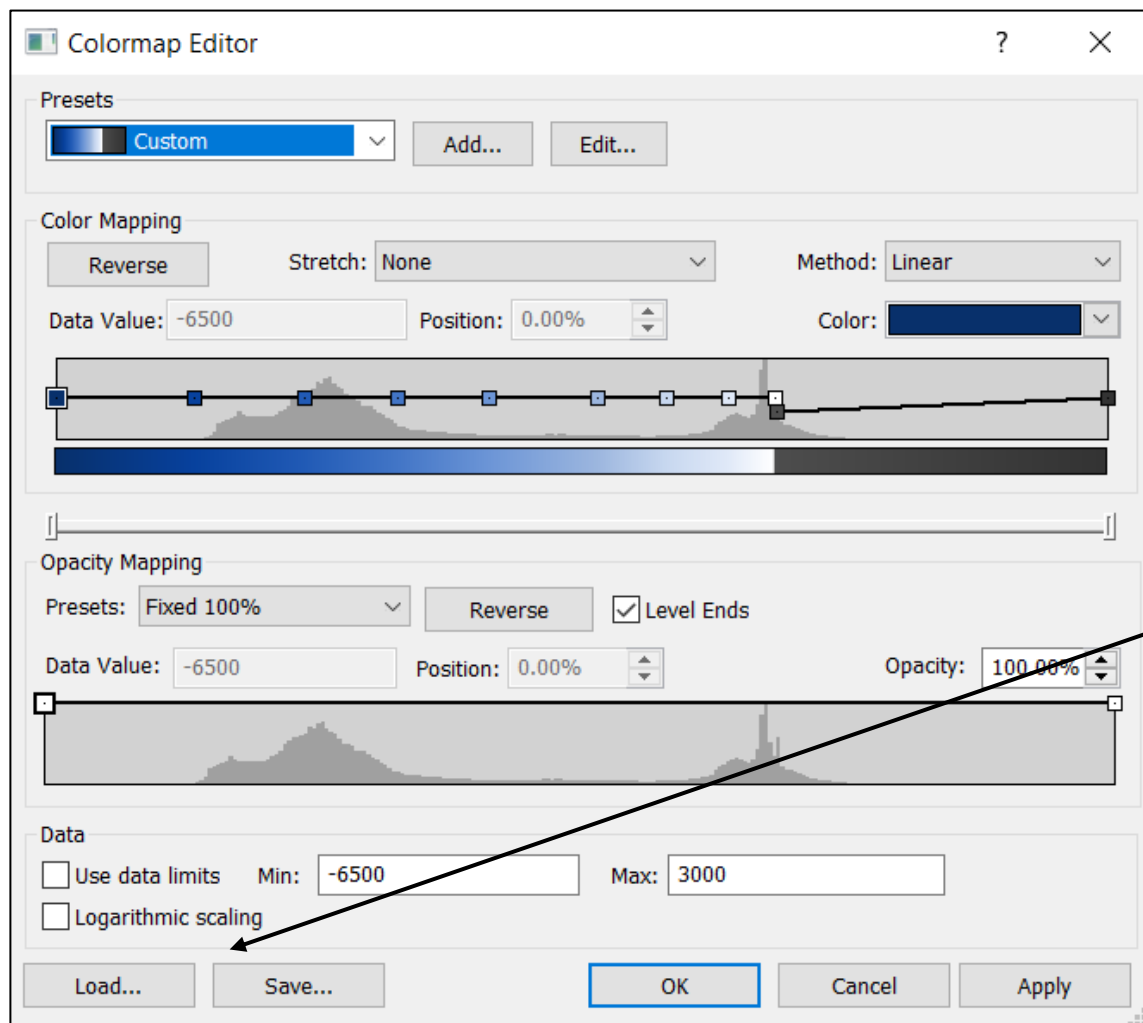 Colormap Editor ?
Presets
Custom Add... Edit...
Color Mapping
Reverse Stretch: None Method: Linear
Data Value: -6500 Position: 0.00% Color:
Opacity Mapping
Presets: Fixed 100% Reverse Level Ends
Data Value: -6500 Position: 0.00% Opacity: 100.00%
Data
Use data limits Min: -6500 Max: 3000
Logarithmic scaling
Load... Save... OK Cancel Apply